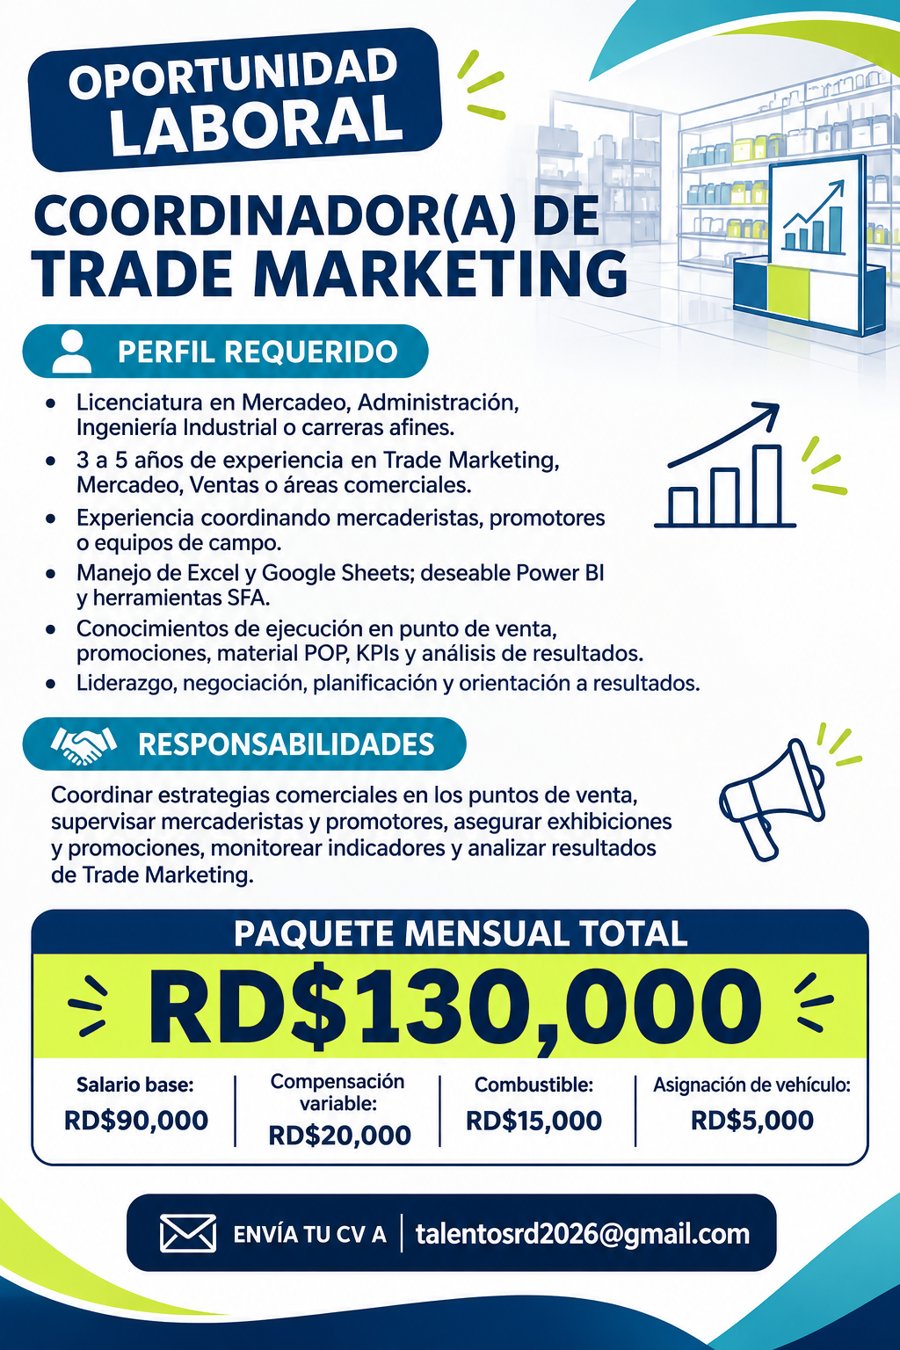 OPORTUNIDAD
LABORAL
COORDINADOR(A) DE
TRADE MARKETING
PERFIL REQUERIDO
• Licenciatura en Mercadeo, Administración,
Ingeniería Industrial o carreras afines.
• 3 a 5 años de experiencia en Trade Marketing,
Mercadeo, Ventas o áreas comerciales.
• Experiencia coordinando mercaderistas, promotores
o equipos de campo.
• Manejo de Excel y Google Sheets; deseable Power BI
y herramientas SFA.
• Conocimientos de ejecución en punto de venta,
promociones, material POP, KPIs y análisis de resultados.
• Liderazgo, negociación, planificación y orientación a resultados.
RESPONSABILIDADES
Coordinar estrategias comerciales en los puntos de venta,
supervisar mercaderistas y promotores, asegurar exhibiciones
y promociones, monitorear indicadores y analizar resultados
de Trade Marketing.
PAQUETE MENSUAL TOTAL
RD$130,000
Salario base:
RD$90,000
Compensación
variable:
RD$20,000
Combustible:
RD$15,000
Asignación de vehículo:
RD$5,000
ENVÍA TU CV A | talentosrd2026@gmail.com